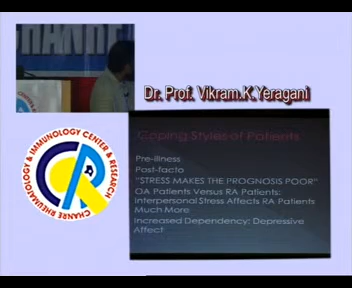 CHANRE
Dr. Prof. Vikram.K.Yeragani
CHANRE RHEUMATOLOGY & IMMUNOLOGY CENTER & RESEARCH
Coping Styles of Patients
Pre-illness
Post-facto
"STRESS MAKES THE PROGNOSIS POOR"
OA Patients Versus RA Patients:
Interpersonal Stress Affects RA Patients
Much More
Increased Dependency: Depressive
Affect